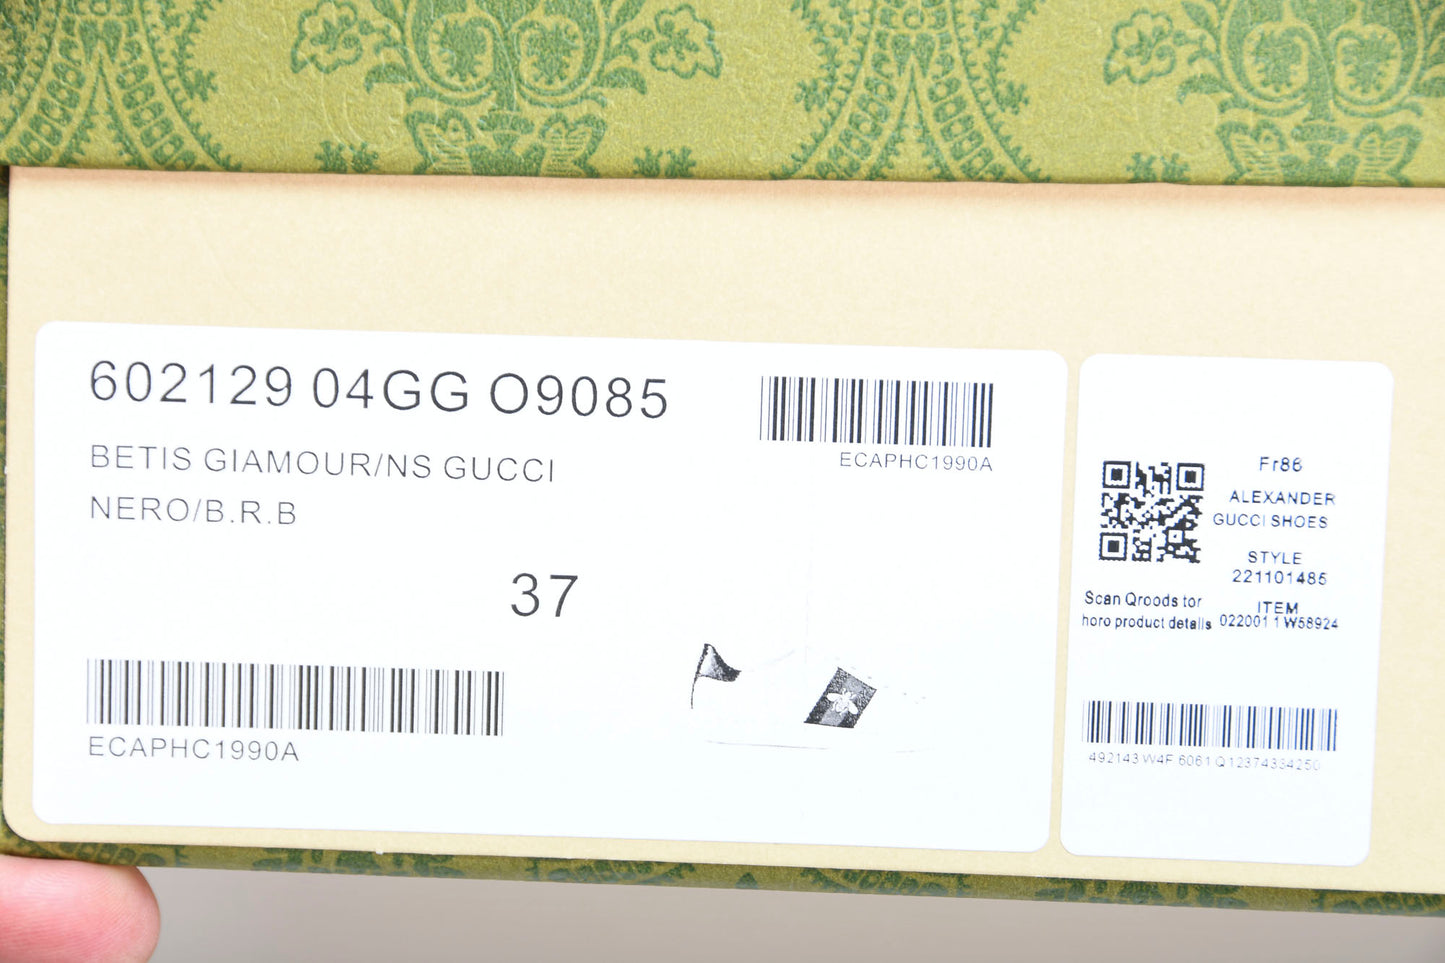 602129 04GG O9085
BETIS GIAMOUR/NS GUCCI
NERO/B.R.B
37
ECAPHC1990A
ECAPHC1990A
Fr86
ALEXANDER
GUCCI SHOES
STYLE
221101485
Scan Qroods tor
horo product details
ITEM
022001 1 W58924
492143 W4F 6061 Q12374334250